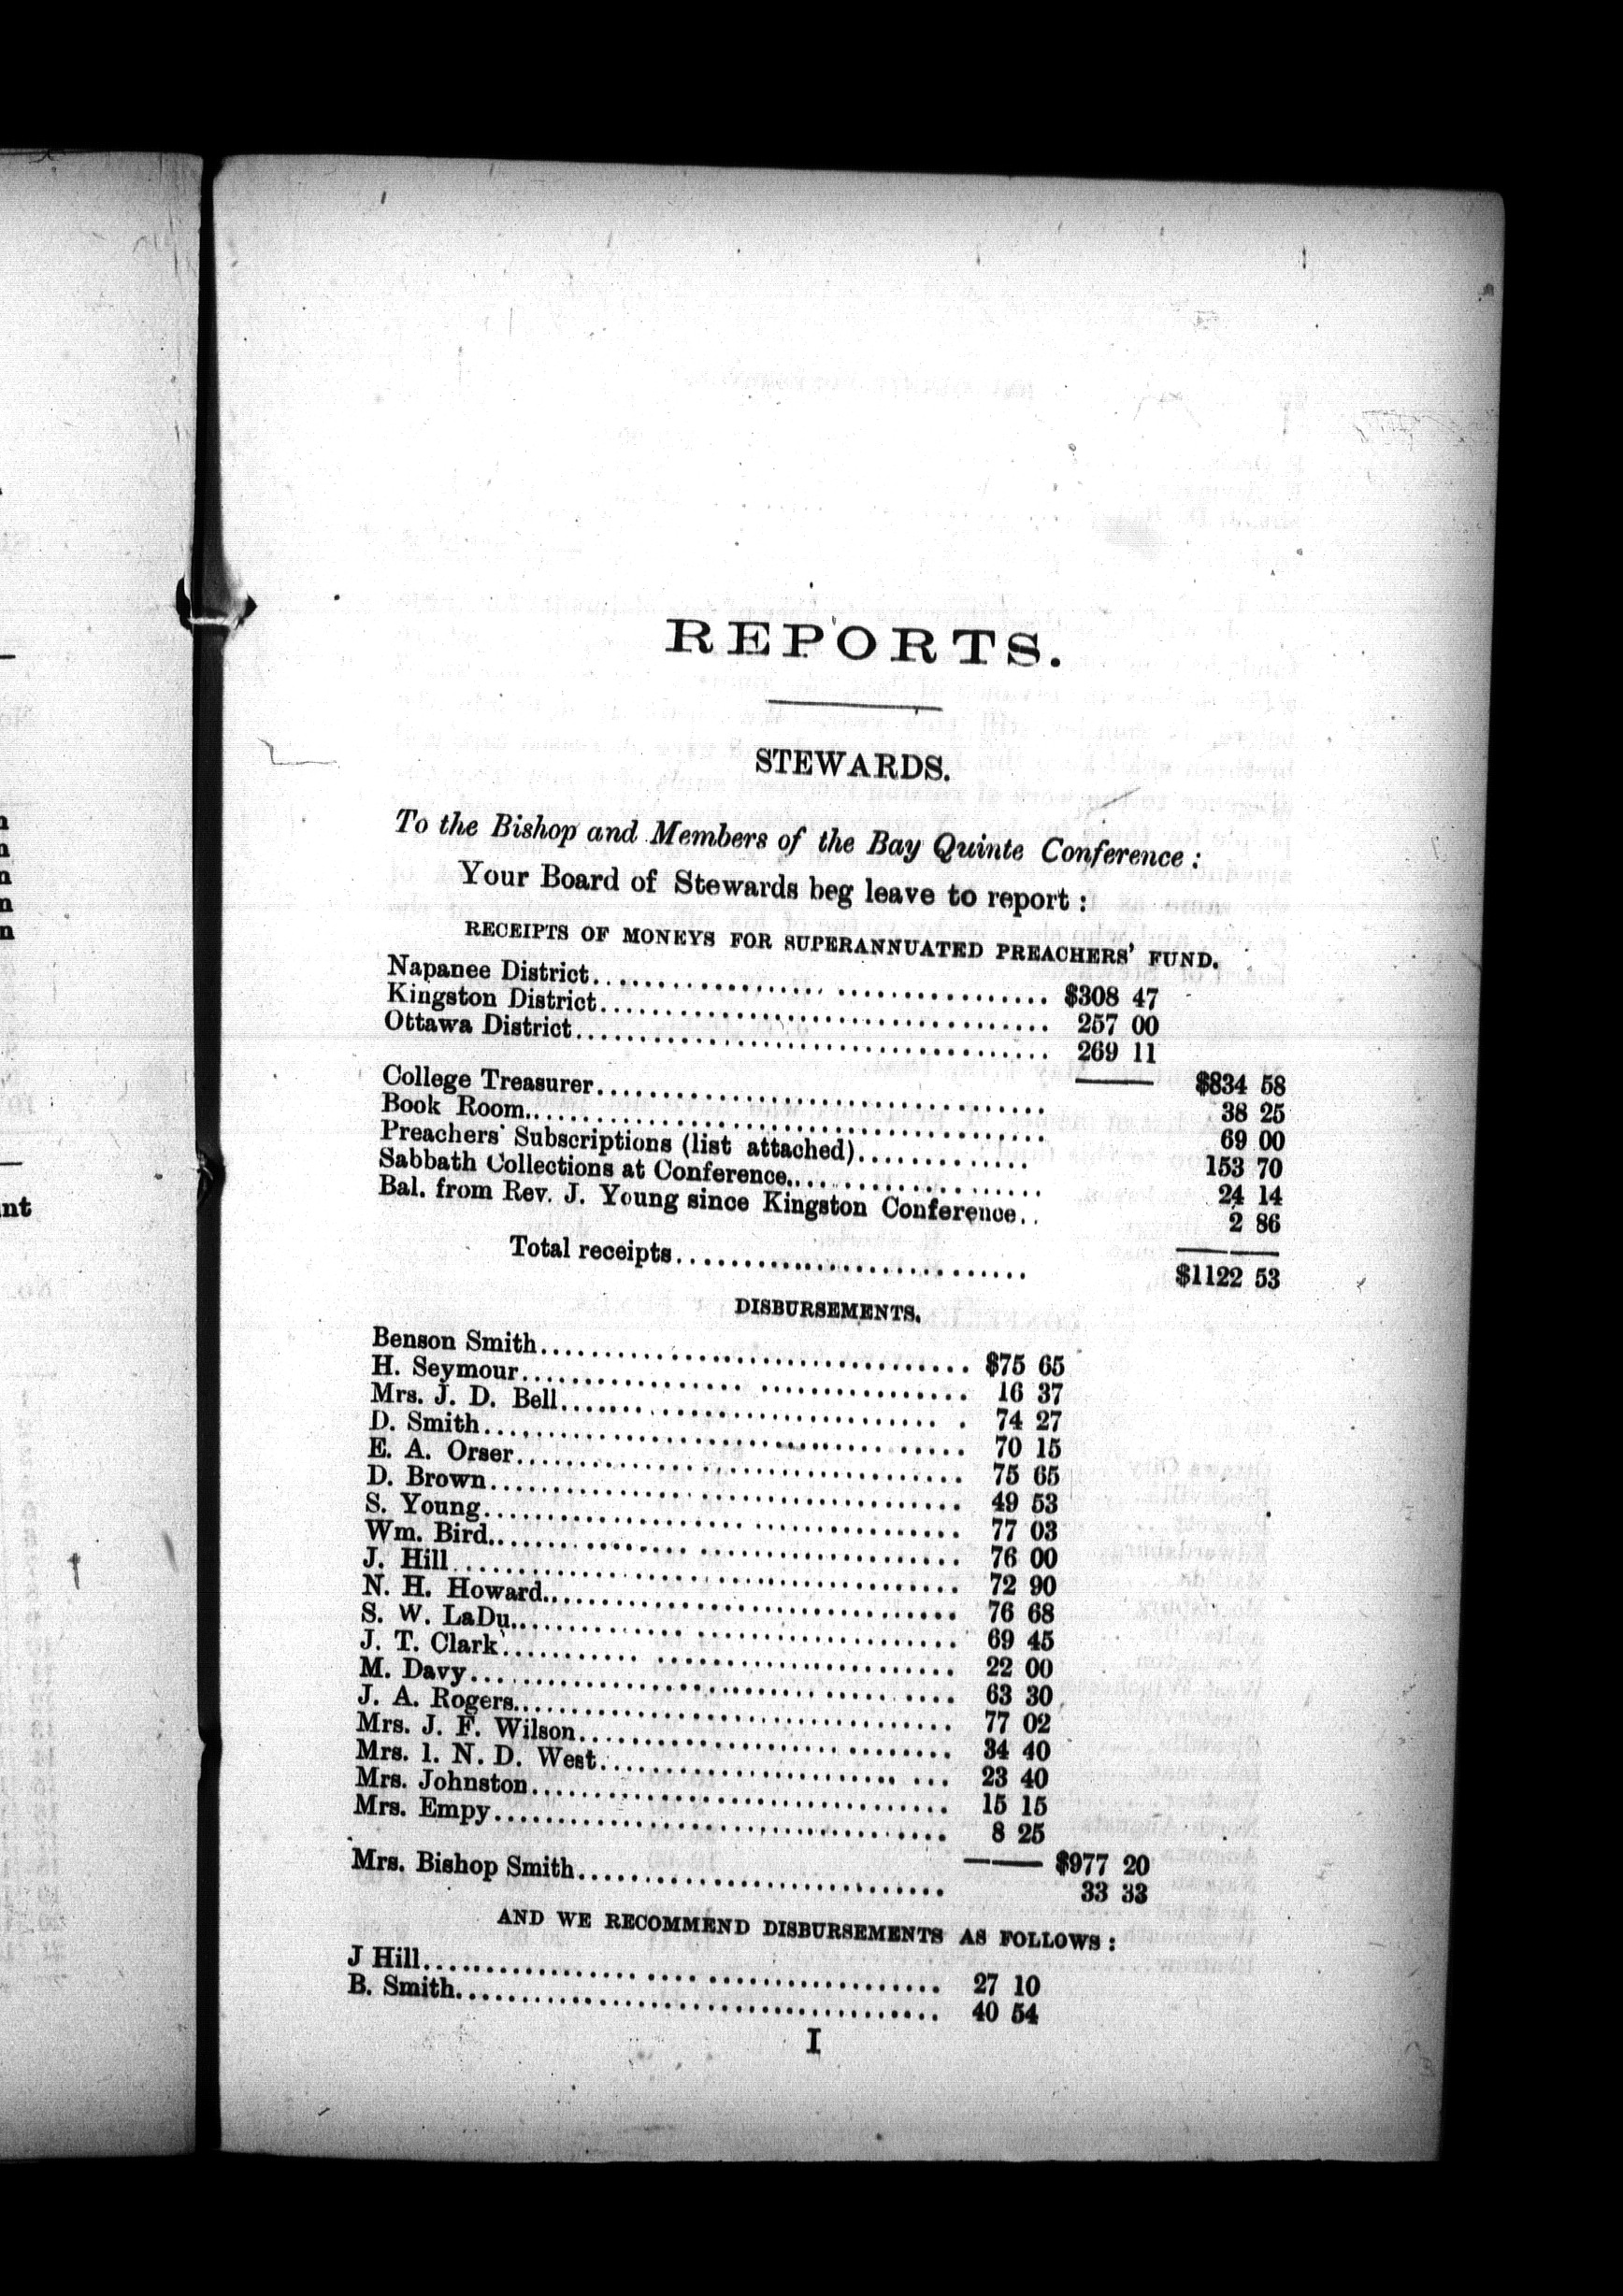 REPORTS.
STEWARDS.
To the Bishop and Members of the Bay Quinte Conference :
Your Board of Stewards beg leave to report :
RECEIPTS OF MONEYS FOR SUPERANNUATED PREACHERS' FUND.
Napanee District........................................ $308 47
Kingston District........................................ 257 00
Ottawa District........................................ 269 11
$834 58
College Treasurer........................................ 38 25
Book Room........................................ 69 00
Preachers' Subscriptions (list attached)............. 153 70
Sabbath Collections at Conference.................... 24 14
Bal. from Rev. J. Young since Kingston Conference.. 2 86
Total receipts........................... $1122 53
DISBURSEMENTS.
Benson Smith.................................. $75 65
H. Seymour.................................. 16 37
Mrs. J. D. Bell.................................. 74 27
D. Smith.................................. 70 15
E. A. Orser.................................. 75 65
D. Brown.................................. 49 53
S. Young.................................. 77 03
Wm. Bird.................................. 76 00
J. Hill.................................. 72 90
N. H. Howard.................................. 76 68
S. W. LaDu.................................. 69 45
J. T. Clark.................................. 22 00
M. Davy.................................. 63 30
J. A. Rogers.................................. 77 02
Mrs. J. F. Wilson.................................. 34 40
Mrs. I. N. D. West.................................. 23 40
Mrs. Johnston.................................. 15 15
Mrs. Empy.................................. 8 25
$977 20
Mrs. Bishop Smith............................ 33 33
AND WE RECOMMEND DISBURSEMENTS AS FOLLOWS :
J Hill.................................. 27 10
B. Smith.................................. 40 54
I